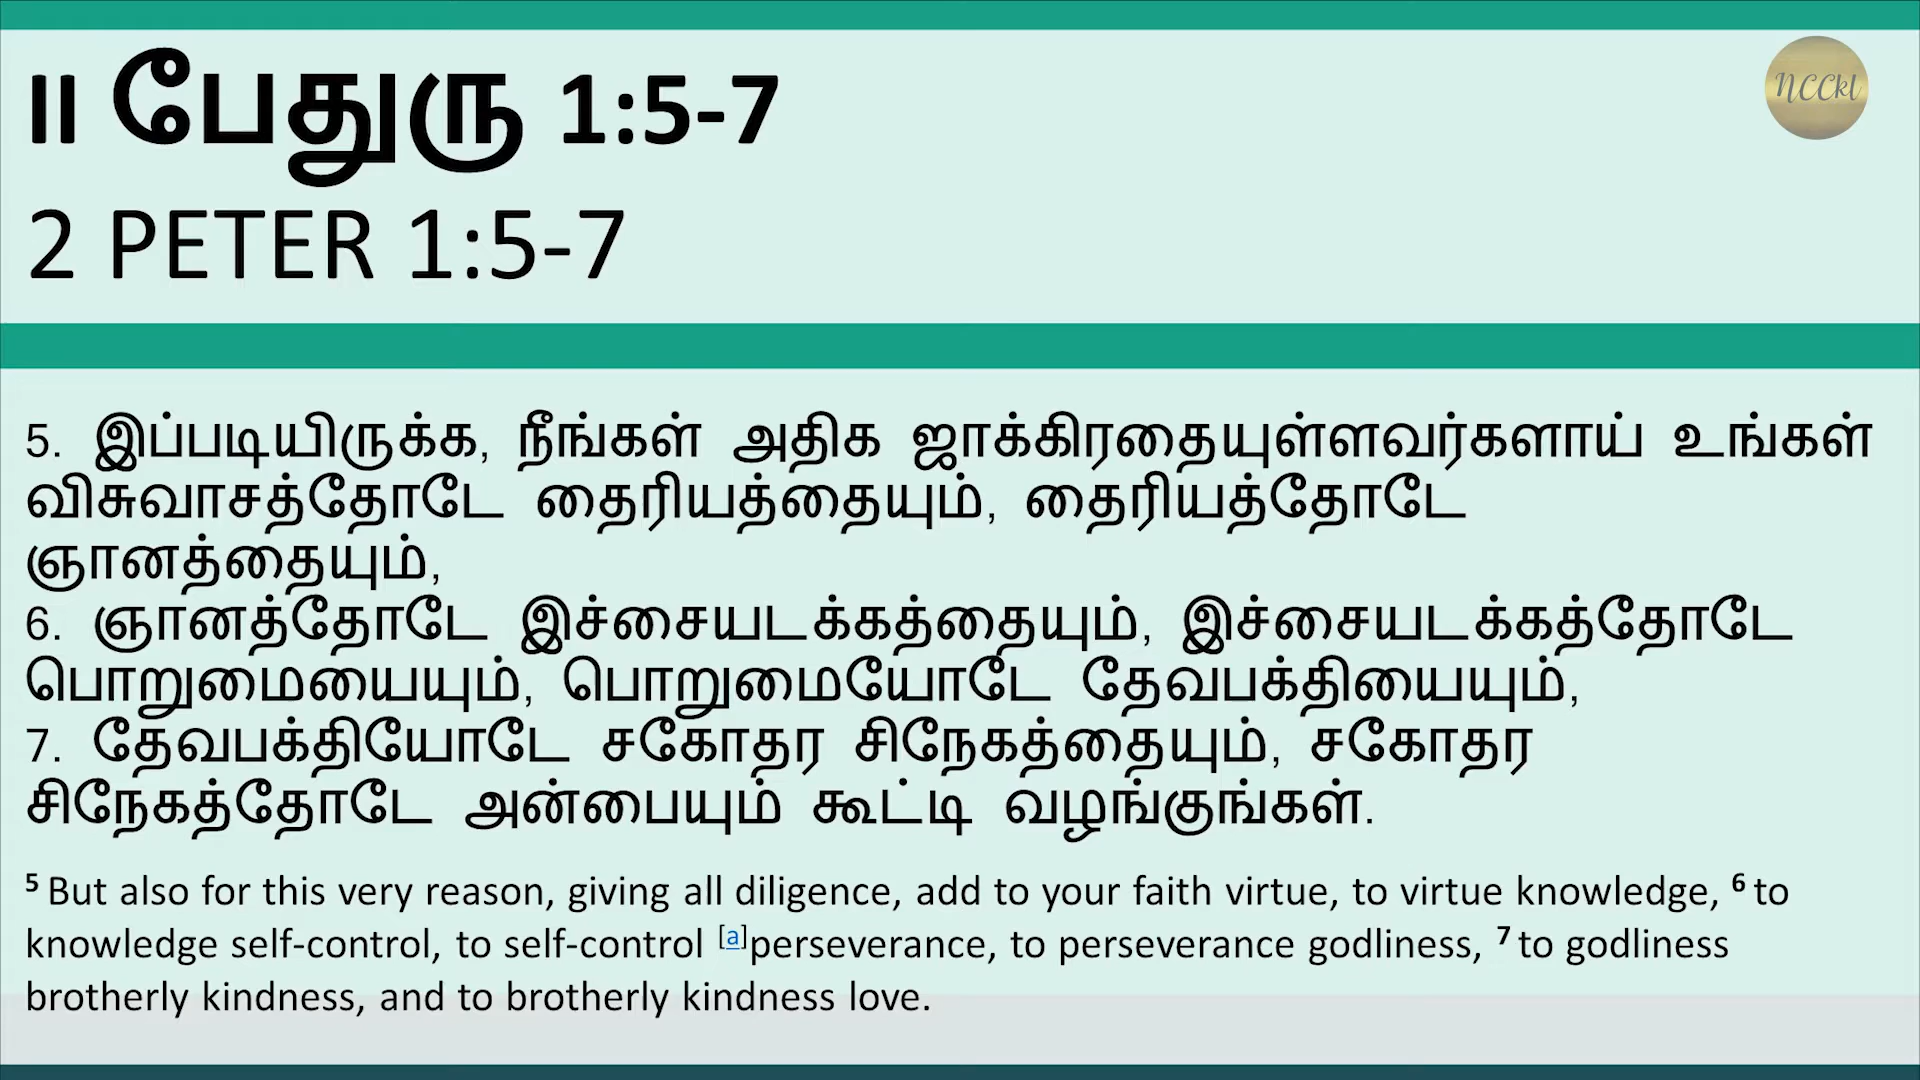 II பேதுரு 1:5-7
NCCkl
2 PETER 1:5-7
5. இப்படியிருக்க, நீங்கள் அதிக ஜாக்கிரதையுள்ளவர்களாய் உங்கள்
விசுவாசத்தோடே தைரியத்தையும், தைரியத்தோடே
ஞானத்தையும்,
6. ஞானத்தோடே இச்சையடக்கத்தையும், இச்சையடக்கத்தோடே
பொறுமையையும், பொறுமையோடே தேவபக்தியையும்,
7. தேவபக்தியோடே சகோதர சிநேகத்தையும், சகோதர
சிநேகத்தோடே அன்பையும் கூட்டி வழங்குங்கள்.
5 But also for this very reason, giving all diligence, add to your faith virtue, to virtue knowledge, 6 to
knowledge self-control, to self-control [a]perseverance, to perseverance godliness, 7 to godliness
brotherly kindness, and to brotherly kindness love.